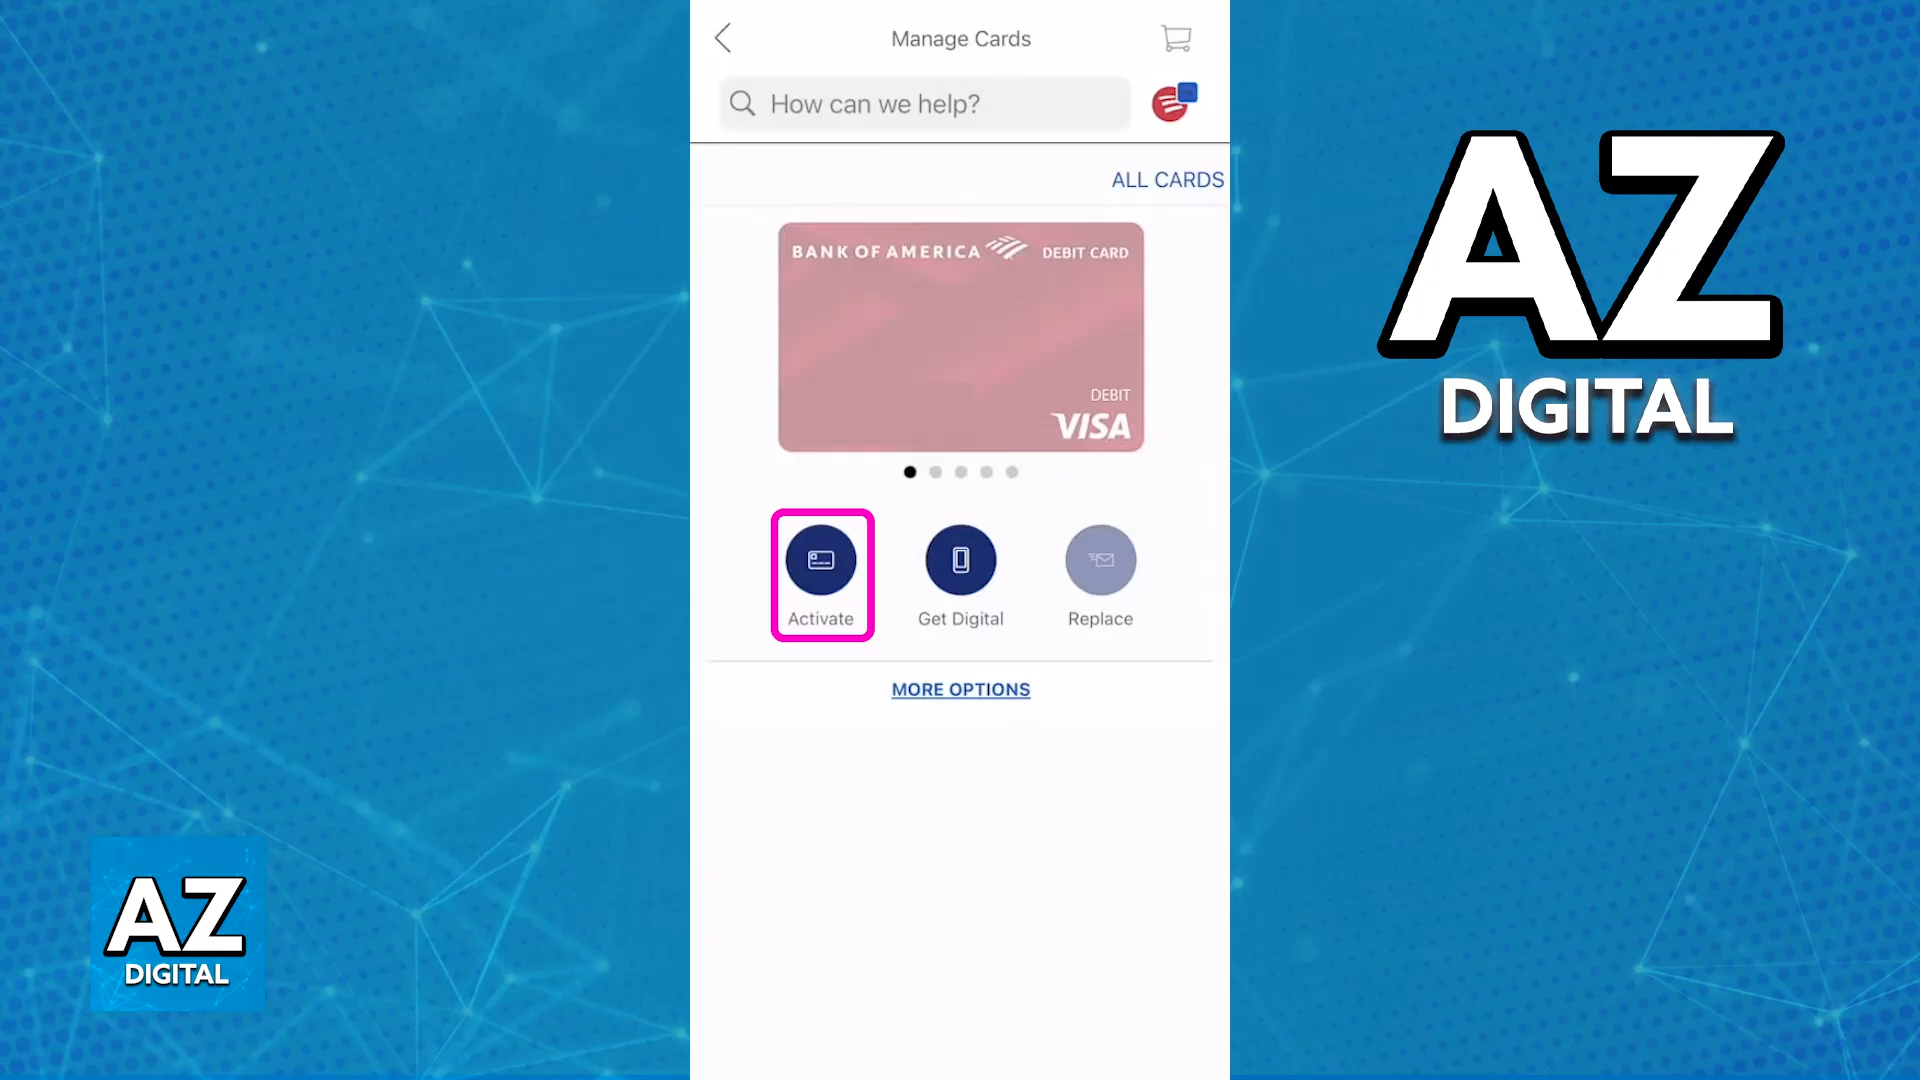 Manage Cards
How can we help?
ALL CARDS
BANK OF AMERICA DEBIT CARD
DEBIT
VISA
Activate
Get Digital
Replace
MORE OPTIONS
AZ
DIGITAL
AZ
DIGITAL